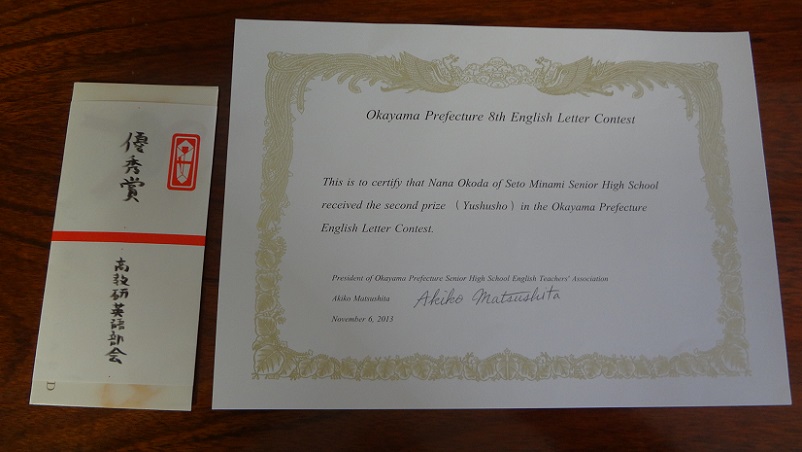 優秀賞
高教研英語部会
D
Okayama Prefecture 8th English Letter Contest
This is to certify that Nana Okoda of Seto Minami Senior High School
received the second prize （Yushusho）in the Okayama Prefecture
English Letter Contest.
President of Okayama Prefecture Senior High School English Teachers' Association
Akiko Matsushita Akiko Matsushita
November 6, 2013